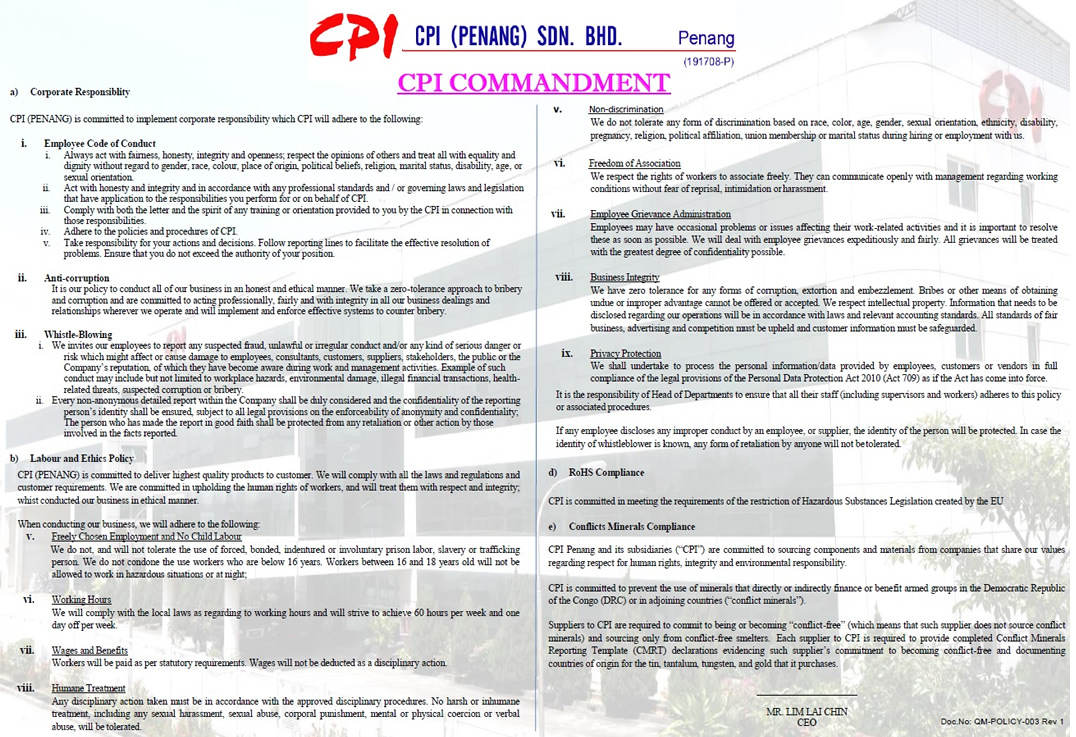 CPI
CPI (PENANG) SDN. BHD.
Penang
(191708-P)
CPI COMMANDMENT
a) Corporate Responsiblity
CPI (PENANG) is committed to implement corporate responsibility which CPI will adhere to the following:
i. Employee Code of Conduct
i. Always act with fairness, honesty, integrity and openness; respect the opinions of others and treat all with equality and
dignity without regard to gender, race, colour, place of origin, political beliefs, religion, marital status, disability, age, or
sexual orientation.
ii. Act with honesty and integrity and in accordance with any professional standards and / or governing laws and legislation
that have application to the responsibilities you perform for or on behalf of CPI.
iii. Comply with both the letter and the spirit of any training or orientation provided to you by the CPI in connection with
those responsibilities.
iv. Adhere to the policies and procedures of CPI.
v. Take responsibility for your actions and decisions. Follow reporting lines to facilitate the effective resolution of
problems. Ensure that you do not exceed the authority of your position.
ii. Anti-corruption
It is our policy to conduct all of our business in an honest and ethical manner. We take a zero-tolerance approach to bribery
and corruption and are committed to acting professionally, fairly and with integrity in all our business dealings and
relationships wherever we operate and will implement and enforce effective systems to counter bribery.
iii. Whistle-Blowing
i. We invites our employees to report any suspected fraud, unlawful or irregular conduct and/or any kind of serious danger or
risk which might affect or cause damage to employees, consultants, customers, suppliers, stakeholders, the public or the
Company's reputation, of which they have become aware during work and management activities. Example of such
conduct may include but not limited to workplace hazards, environmental damage, illegal financial transactions, health-
related threats, suspected corruption or bribery.
ii. Every non-anonymous detailed report within the Company shall be duly considered and the confidentiality of the reporting
person's identity shall be ensured, subject to all legal provisions on the enforceability of anonymity and confidentiality;
The person who has made the report in good faith shall be protected from any retaliation or other action by those
involved in the facts reported.
b) Labour and Ethics Policy
CPI (PENANG) is committed to deliver highest quality products to customer. We will comply with all the laws and regulations and
customer requirements. We are committed in upholding the human rights of workers, and will treat them with respect and integrity;
whist conducted our business in ethical manner.
When conducting our business, we will adhere to the following:
v. Freely Chosen Employment and No Child Labour
We do not, and will not tolerate the use of forced, bonded, indentured or involuntary prison labor, slavery or trafficking
person. We do not condone the use workers who are below 16 years. Workers between 16 and 18 years old will not be
allowed to work in hazardous situations or at night;
vi. Working Hours
We will comply with the local laws as regarding to working hours and will strive to achieve 60 hours per week and one
day off per week.
vii. Wages and Benefits
Workers will be paid as per statutory requirements. Wages will not be deducted as a disciplinary action.
viii. Humane Treatment
Any disciplinary action taken must be in accordance with the approved disciplinary procedures. No harsh or inhumane
treatment, including any sexual harassment, sexual abuse, corporal punishment, mental or physical coercion or verbal
abuse, will be tolerated.
v. Non-discrimination
We do not tolerate any form of discrimination based on race, color, age, gender, sexual orientation, ethnicity, disability,
pregnancy, religion, political affiliation, union membership or marital status during hiring or employment with us.
vi. Freedom of Association
We respect the rights of workers to associate freely. They can communicate openly with management regarding working
conditions without fear of reprisal, intimidation or harassment.
vii. Employee Grievance Administration
Employees may have occasional problems or issues affecting their work-related activities and it is important to resolve
these as soon as possible. We will deal with employee grievances expeditiously and fairly. All grievances will be treated
with the greatest degree of confidentiality possible.
viii. Business Integrity
We have zero tolerance for any forms of corruption, extortion and embezzlement. Bribes or other means of obtaining
undue or improper advantage cannot be offered or accepted. We respect intellectual property. Information that needs to be
disclosed regarding our operations will be in accordance with laws and relevant accounting standards. All standards of fair
business, advertising and competition must be upheld and customer information must be safeguarded.
ix. Privacy Protection
We shall undertake to process the personal information/data provided by employees, customers or vendors in full
compliance of the legal provisions of the Personal Data Protection Act 2010 (Act 709) as if the Act has come into force.
It is the responsibility of Head of Departments to ensure that all their staff (including supervisors and workers) adheres to this policy
or associated procedures.
If any employee discloses any improper conduct by an employee, or supplier, the identity of the person will be protected. In case the
identity of whistleblower is known, any form of retaliation by anyone will not be tolerated.
d) RoHS Compliance
CPI is committed in meeting the requirements of the restriction of Hazardous Substances Legislation created by the EU
e) Conflicts Minerals Compliance
CPI Penang and its subsidiaries ("CPI") are committed to sourcing components and materials from companies that share our values
regarding respect for human rights, integrity and environmental responsibility.
CPI is committed to prevent the use of minerals that directly or indirectly finance or benefit armed groups in the Democratic Republic
of the Congo (DRC) or in adjoining countries ("conflict minerals").
Suppliers to CPI are required to commit to being or becoming "conflict-free" (which means that such supplier does not source conflict
minerals) and sourcing only from conflict-free smelters. Each supplier to CPI is required to provide completed Conflict Minerals
Reporting Template (CMRT) declarations evidencing such supplier's commitment to becoming conflict-free and documenting
countries of origin for the tin, tantalum, tungsten, and gold that it purchases.
MR. LIM LAI CHIN
CEO
Doc.No: QM-POLICY-003 Rev 1